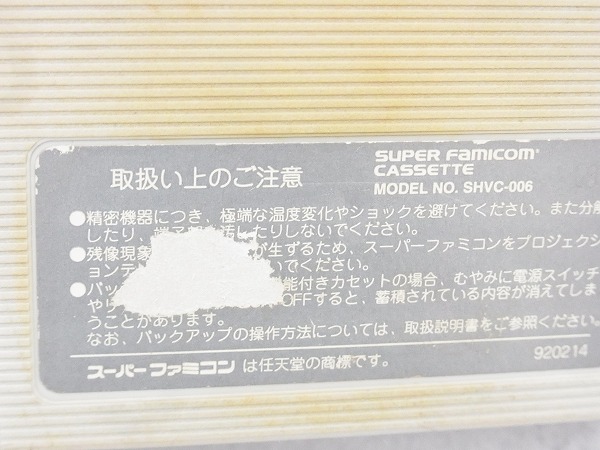 取扱い上のご注意
SUPER FAMICOM
CASSETTE
MODEL NO. SHVC-006
●精密機器につき、極端な温度変化やショックを避けてください。また分解
したり、 したりしないでください。
●残像現象 が生ずるため、スーパーファミコンをプロジェクシ
ョンテ いでください。
●バッ 能付きカセットの場合、むやみに電源スイッチ
やり OFFすると、蓄積されている内容が消えてしま
うことがあります。
なお、バックアップの操作方法については、取扱説明書をご参照ください。
スーパーファミコン は任天堂の商標です。
920214